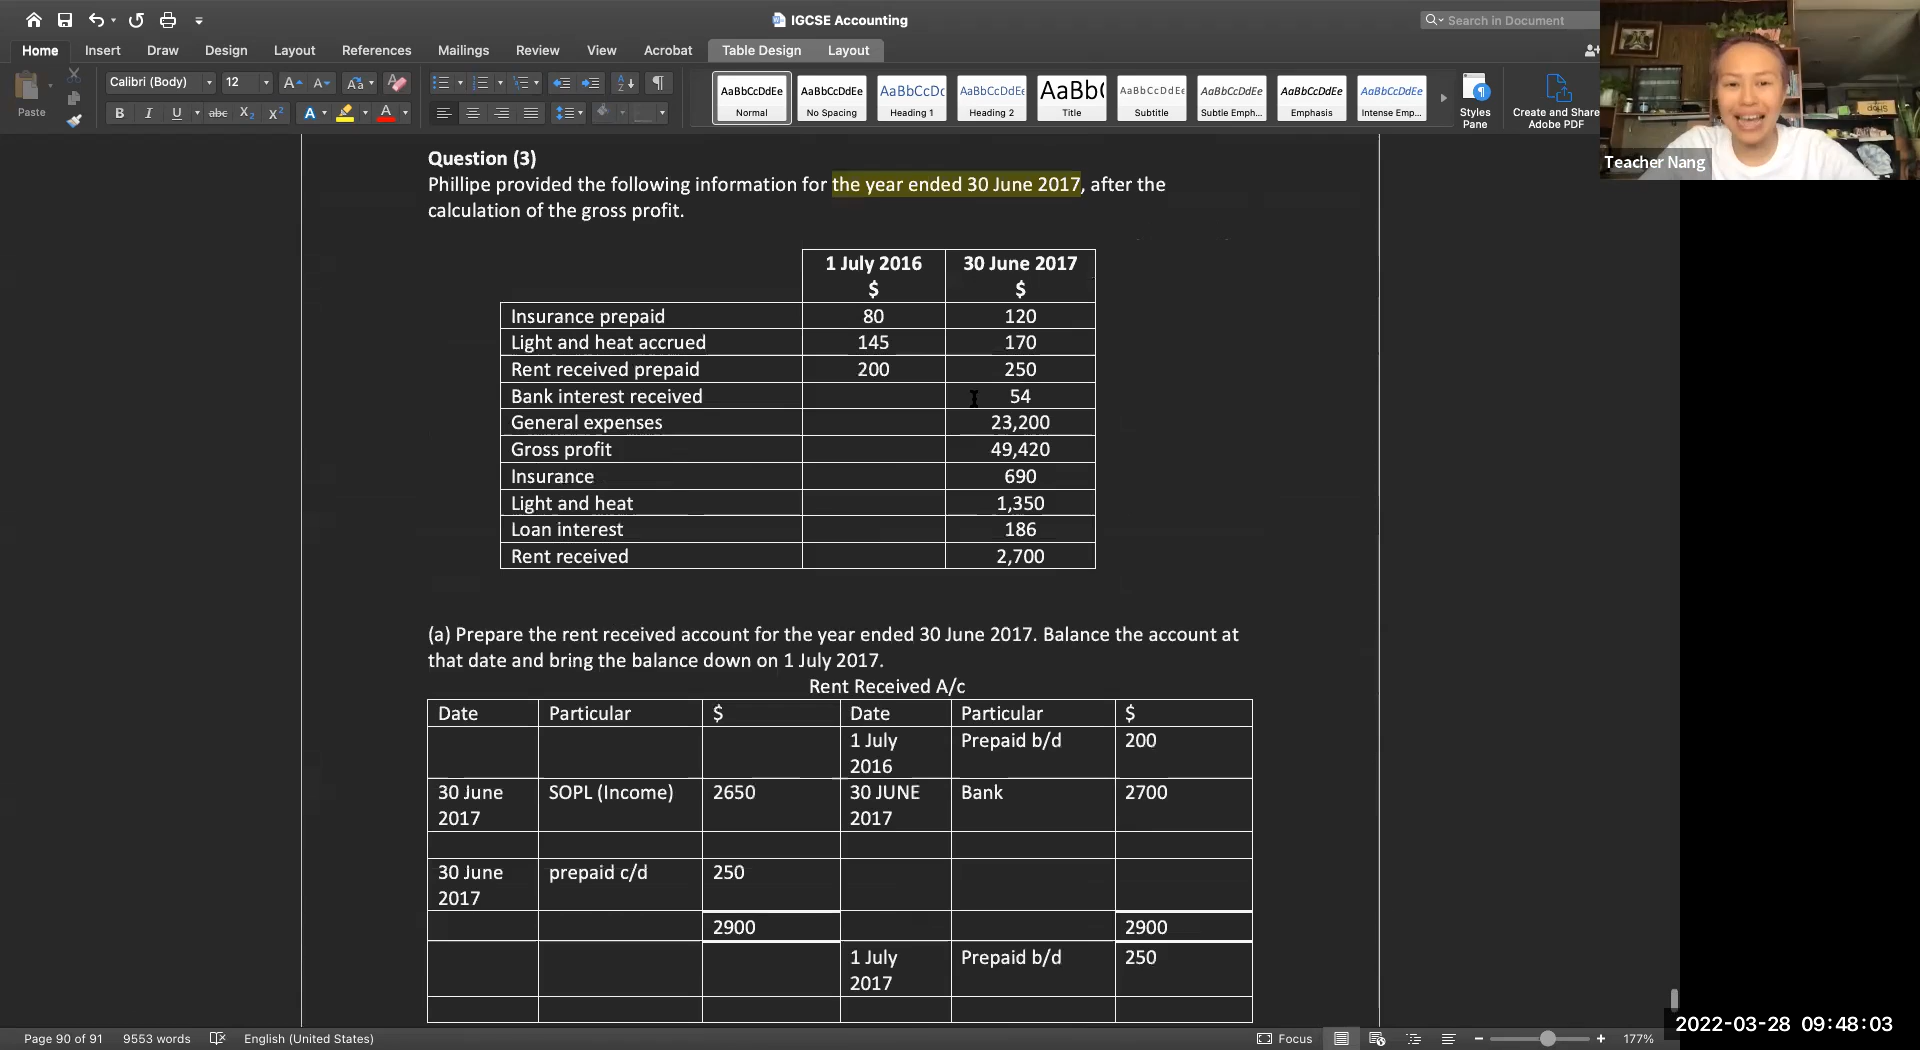 IGCSE Accounting
Search in Document
Home Insert Draw Design Layout References Mailings Review View Acrobat Table Design Layout
Paste
Calibri (Body) 12
AaBbCcDdEe AaBbCcDdEe AaBbCcDc AaBbCcDdEe AaBb( AaBbCcDdEe AaBbCcDdEe AaBbCcDdEe AaBbCcDdEe
Normal No Spacing Heading 1 Heading 2 Title Subtitle Subtle Emph... Emphasis Intense Emp...
Styles Pane
Create and Share Adobe PDF
Teacher Nang
Question (3)
Phillipe provided the following information for the year ended 30 June 2017, after the
calculation of the gross profit.
1 July 2016 30 June 2017
$ $
Insurance prepaid 80 120
Light and heat accrued 145 170
Rent received prepaid 200 250
Bank interest received 54
General expenses 23,200
Gross profit 49,420
Insurance 690
Light and heat 1,350
Loan interest 186
Rent received 2,700
(a) Prepare the rent received account for the year ended 30 June 2017. Balance the account at
that date and bring the balance down on 1 July 2017.
Rent Received A/c
Date Particular $ Date Particular $
1 July Prepaid b/d 200
2016
30 June SOPL (Income) 2650 30 JUNE Bank 2700
2017 2017
30 June prepaid c/d 250
2017
2900 2900
1 July Prepaid b/d 250
2017
Page 90 of 91 9553 words English (United States) Focus 177%
2022-03-28 09:48:03